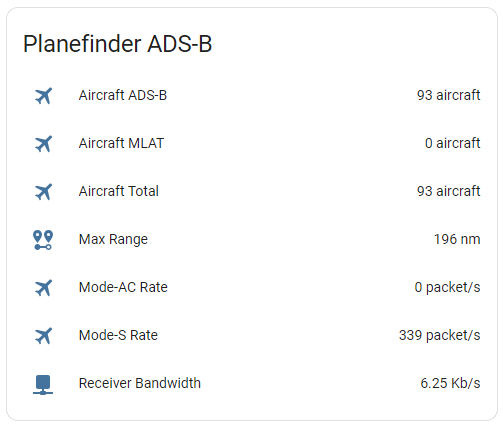 Planefinder ADS-B
Aircraft ADS-B 93 aircraft
Aircraft MLAT 0 aircraft
Aircraft Total 93 aircraft
Max Range 196 nm
Mode-AC Rate 0 packet/s
Mode-S Rate 339 packet/s
Receiver Bandwidth 6.25 Kb/s